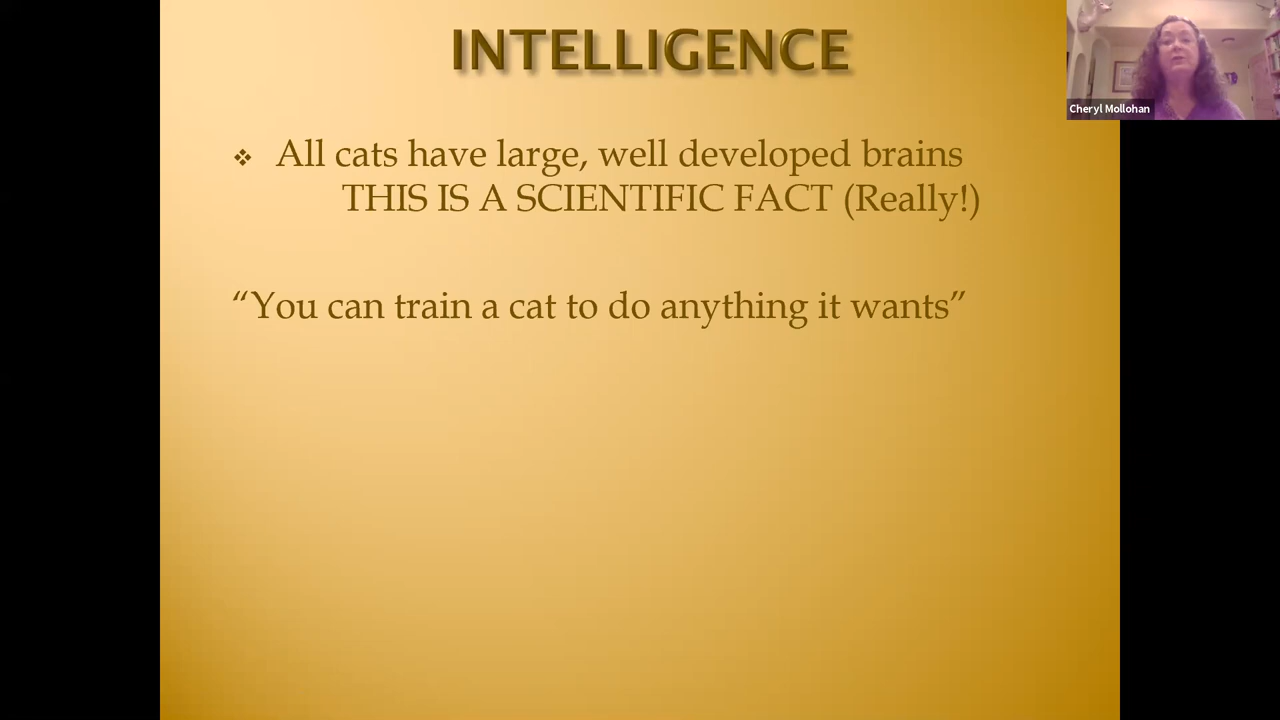 INTELLIGENCE
Cheryl Mollohan
❖ All cats have large, well developed brains
THIS IS A SCIENTIFIC FACT (Really!)
“You can train a cat to do anything it wants”